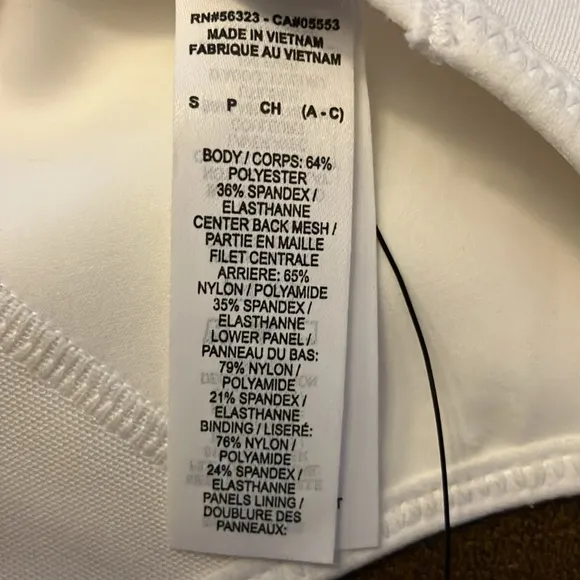 RN#56323 - CA#05553
MADE IN VIETNAM
FABRIQUE AU VIETNAM
S P CH (A - C)
BODY / CORPS: 64%
POLYESTER
36% SPANDEX /
ELASTHANNE
CENTER BACK MESH /
PARTIE EN MAILLE
FILET CENTRALE
ARRIERE: 65%
NYLON / POLYAMIDE
35% SPANDEX /
ELASTHANNE
LOWER PANEL /
PANNEAU DU BAS:
79% NYLON /
POLYAMIDE
21% SPANDEX /
ELASTHANNE
BINDING / LISERÉ:
76% NYLON /
POLYAMIDE
24% SPANDEX /
ELASTHANNE
PANELS LINING /
DOUBLURE DES
PANNEAUX: